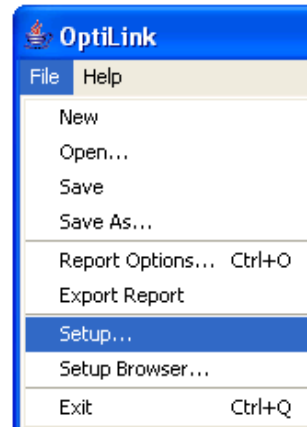 OptiLink
File Help
New
Open...
Save
Save As...
Report Options... Ctrl+O
Export Report
Setup...
Setup Browser...
Exit Ctrl+Q